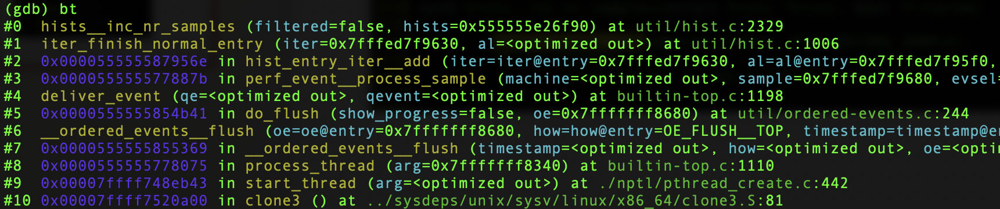 (gdb) bt
#0  hists__inc_nr_samples (filtered=false, hists=0x555555e26f90) at util/hist.c:2329
#1  iter_finish_normal_entry (iter=0x7fffed7f9630, al=<optimized out>) at util/hist.c:1006
#2  0x000055555587956e in hist_entry_iter__add (iter=iter@entry=0x7fffed7f9630, al=al@entry=0x7fffed7f95f0,
#3  0x000055555577887b in perf_event__process_sample (machine=<optimized out>, sample=0x7fffed7f9680, evsel=
#4  deliver_event (qe=<optimized out>, qevent=<optimized out>) at builtin-top.c:1198
#5  0x0000555555854b41 in do_flush (show_progress=false, oe=0x7fffffff8680) at util/ordered-events.c:244
#6  __ordered_events__flush (oe=oe@entry=0x7fffffff8680, how=how@entry=OE_FLUSH__TOP, timestamp=timestamp@en
#7  0x0000555555855369 in __ordered_events__flush (timestamp=<optimized out>, how=<optimized out>, oe=<opti
#8  0x0000555555778075 in process_thread (arg=0x7fffffff8340) at builtin-top.c:1110
#9  0x00007ffff748eb43 in start_thread (arg=<optimized out>) at ./nptl/pthread_create.c:442
#10 0x00007ffff7520a00 in clone3 () at ../sysdeps/unix/sysv/linux/x86_64/clone3.S:81